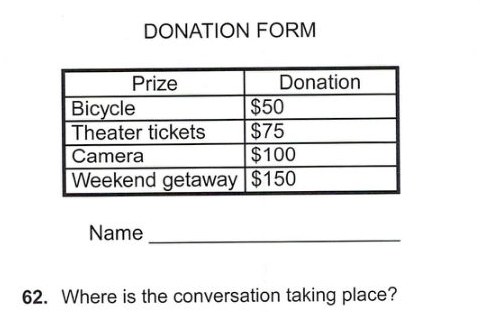 DONATION FORM
Prize Donation
Bicycle $50
Theater tickets $75
Camera $100
Weekend getaway $150
Name
62. Where is the conversation taking place?